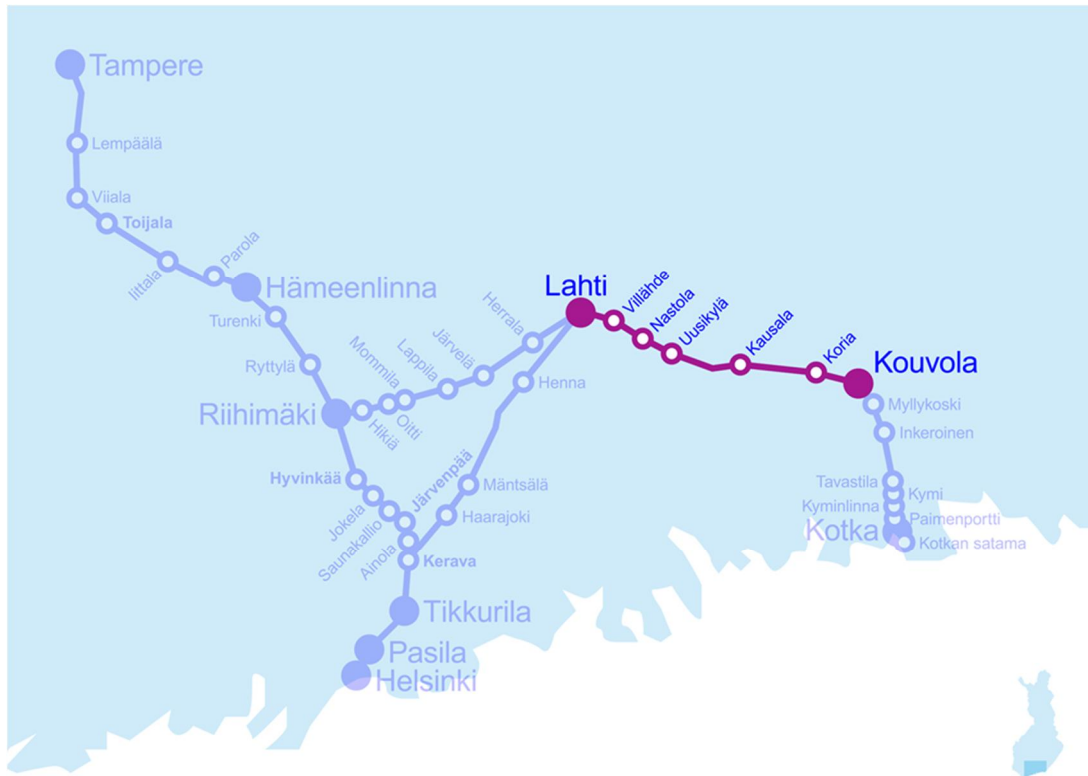 Tampere
Lempäälä
Viiala
Toijala
Iittala
Parola
Hämeenlinna
Turenki
Ryttylä
Riihimäki
Hikiä
Oitti
Mommila
Lappila
Järvelä
Herrala
Lahti
Villähde
Nastola
Uusikylä
Kausala
Koria
Kouvola
Myllykoski
Inkeroinen
Tavastila
Kymi
Kyminlinna
Paimenportti
Kotka
Kotkan satama
Henna
Mäntsälä
Haarajoki
Hyvinkää
Jokela
Saunakallio
Järvenpää
Ainola
Kerava
Tikkurila
Pasila
Helsinki